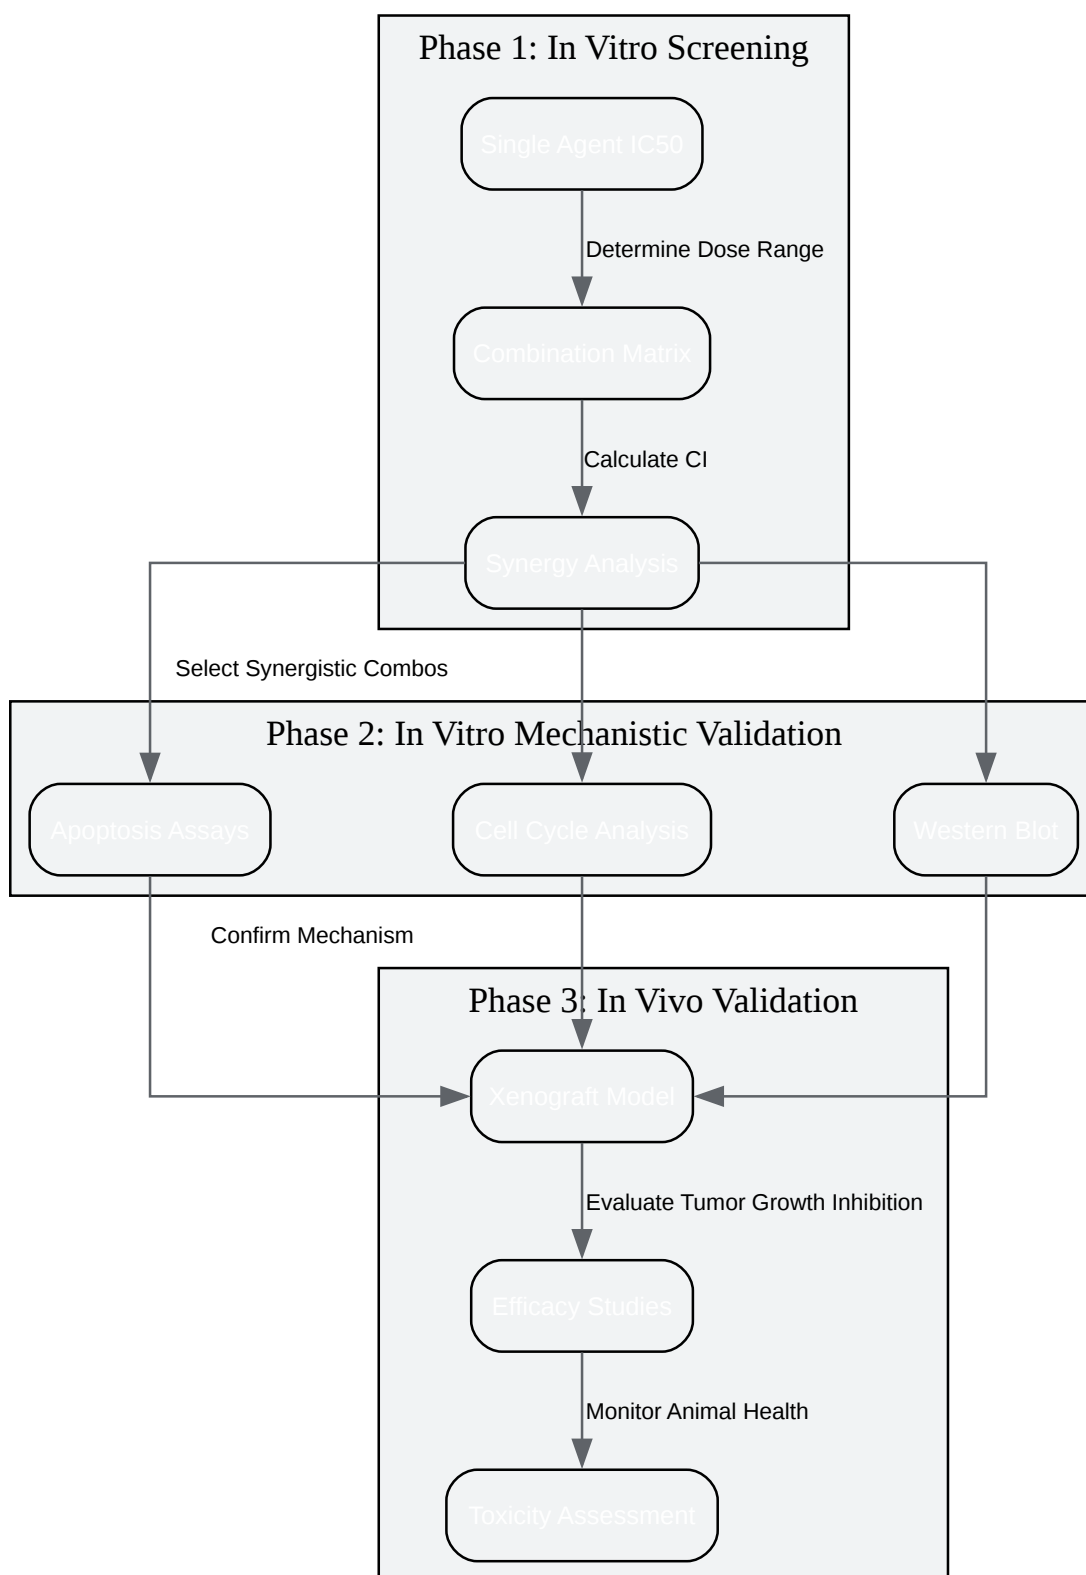 Phase 1: In Vitro Screening
Single Agent IC50
Determine Dose Range
Combination Matrix
Calculate CI
Synergy Analysis
Select Synergistic Combos
Phase 2: In Vitro Mechanistic Validation
Apoptosis Assays
Cell Cycle Analysis
Western Blot
Confirm Mechanism
Phase 3: In Vivo Validation
Xenograft Model
Evaluate Tumor Growth Inhibition
Efficacy Studies
Monitor Animal Health
Toxicity Assessment